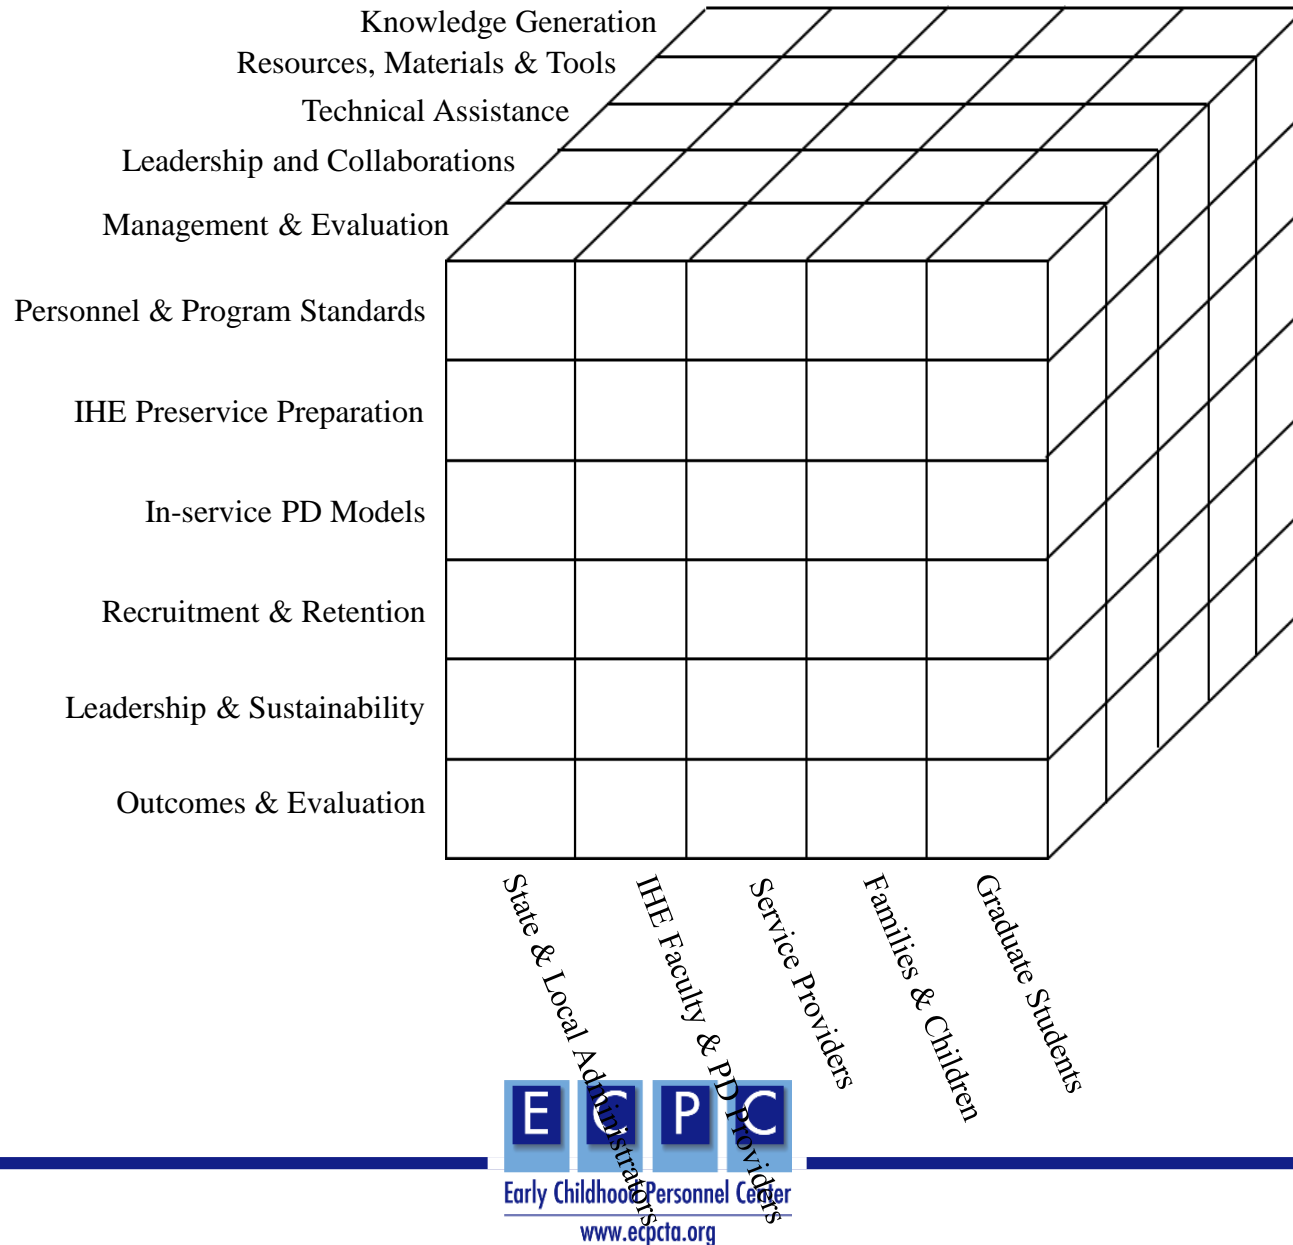 Knowledge Generation
Resources, Materials & Tools
Technical Assistance
Leadership and Collaborations
Management & Evaluation
Personnel & Program Standards
IHE Preservice Preparation
In-service PD Models
Recruitment & Retention
Leadership & Sustainability
Outcomes & Evaluation
State & Local Administrators
IHE Faculty & PD Providers
Service Providers
Families & Children
Graduate Students
E C P C
Early Childhood Personnel Center
www.ecpcta.org